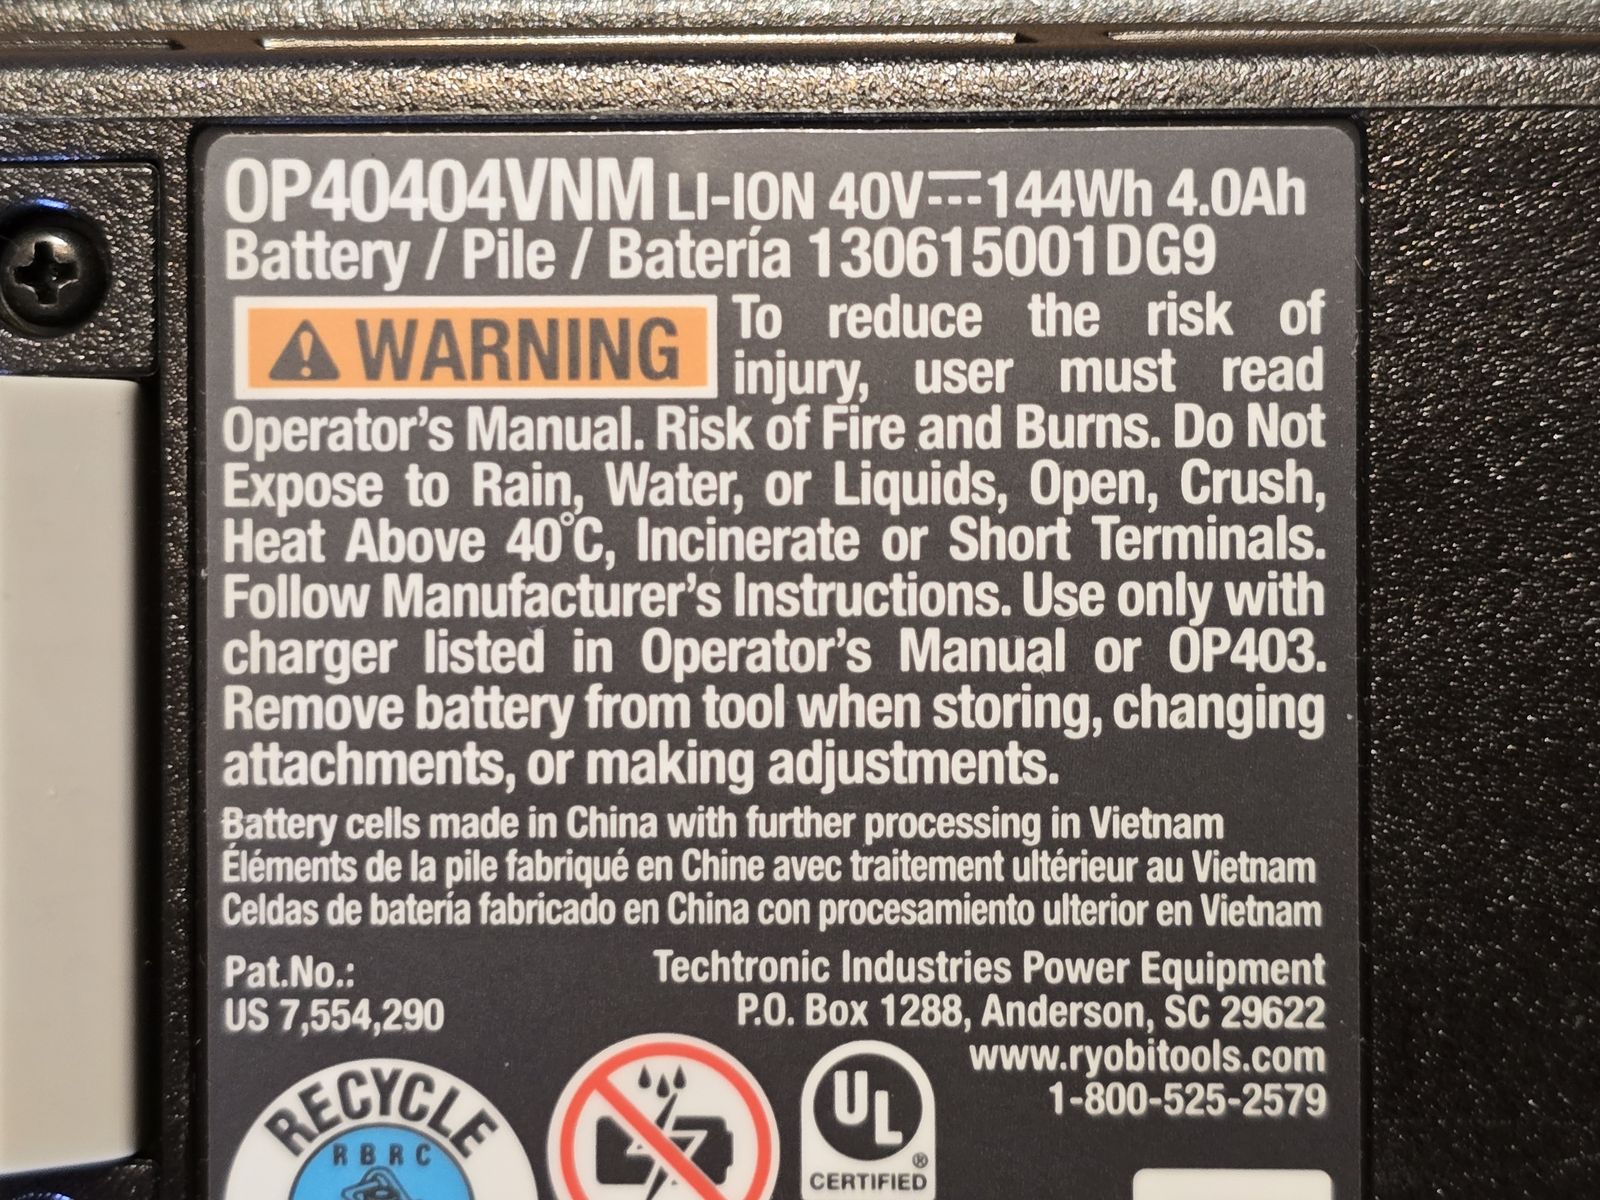 OP40404VNM LI-ION 40V⎓144Wh 4.0Ah
Battery / Pile / Batería 130615001DG9
WARNING
To reduce the risk of
injury, user must read
Operator's Manual. Risk of Fire and Burns. Do Not
Expose to Rain, Water, or Liquids, Open, Crush,
Heat Above 40°C, Incinerate or Short Terminals.
Follow Manufacturer's Instructions. Use only with
charger listed in Operator's Manual or OP403.
Remove battery from tool when storing, changing
attachments, or making adjustments.
Battery cells made in China with further processing in Vietnam
Éléments de la pile fabriqué en Chine avec traitement ultérieur au Vietnam
Celdas de batería fabricado en China con procesamiento ulterior en Vietnam
Pat.No.:
US 7,554,290
Techtronic Industries Power Equipment
P.O. Box 1288, Anderson, SC 29622
www.ryobitools.com
1-800-525-2579
RECYCLE
RBRC
UL
®
CERTIFIED